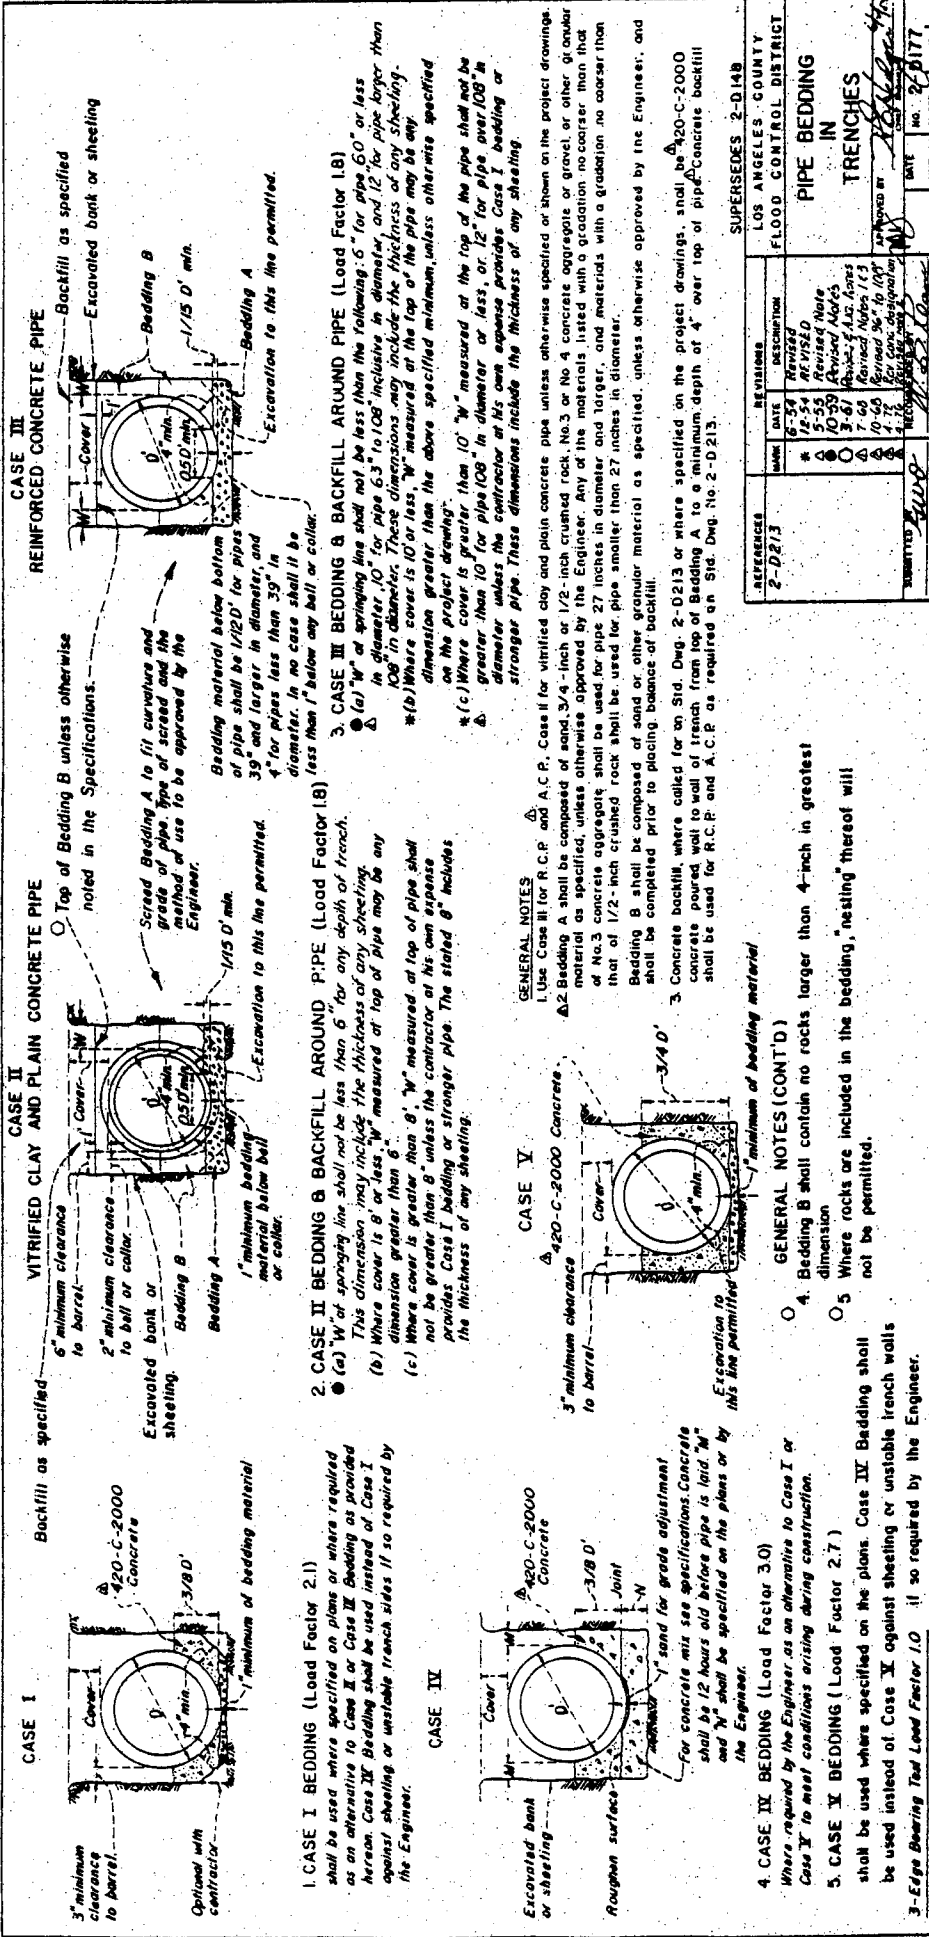 CASE I
3" minimum
clearance
to barrel.
Cover
D'
4" min.
420-C-2000
Concrete
3/8 D'
Optional with
contractor
1" minimum of bedding material
1. CASE I BEDDING (Load Factor 2.1)
shall be used where specified on plans or where required
as an alternative to Case II or Case III Bedding as provided
hereon. Case IV Bedding shall be used instead of Case I
against sheeting or unstable trench sides if so required by
the Engineer.
CASE IV
Cover
Excavated bank
or sheeting
Roughen surface
D'
M
420-C-2000
Concrete
3/8 D'
Joint
N
1" sand for grade adjustment
For concrete mix see specifications. Concrete
shall be 12 hours old before pipe is laid. "M"
and "N" shall be specified on the plans or by
the Engineer.
4. CASE IV BEDDING (Load Factor 3.0)
Where required by the Engineer as an alternative to Case I or
Case V to meet conditions arising during construction.
5. CASE V BEDDING (Load Factor 2.7)
shall be used where specified on the plans. Case IV Bedding shall
be used instead of Case V against sheeting or unstable trench walls
if so required by the Engineer.
3-Edge Bearing Test Load Factor 1.0
CASE II
VITRIFIED CLAY AND PLAIN CONCRETE PIPE
Backfill as specified
6" minimum clearance
to barrel.
2" minimum clearance
to bell or collar.
Excavated bank or
sheeting.
Bedding B
Bedding A
Cover
W
D'
4" min.
0.5D' min.
1/15 D' min.
Excavation to this line permitted.
1" minimum bedding
material below bell
or collar.
Top of Bedding B unless otherwise
noted in the Specifications.
Screed Bedding A to fit curvature and
grade of pipe. Type of screed and the
method of use to be approved by the
Engineer.
2. CASE II BEDDING & BACKFILL AROUND PIPE (Load Factor 1.8)
(a) "W" at springing line shall not be less than 6" for any depth of trench.
This dimension may include the thickness of any sheeting.
(b) Where cover is 8' or less, "W" measured at top of pipe may be any
dimension greater than 6".
(c) Where cover is greater than 8', "W" measured at top of pipe shall
not be greater than 8" unless the contractor at his own expense
provides Case I bedding or stronger pipe. The stated 8" includes
the thickness of any sheeting.
CASE V
3" minimum clearance
to barrel
420-C-2000 Concrete
Cover
D'
4" min.
3/4 D'
Excavation to
this line permitted
1" minimum of bedding material
CASE III
REINFORCED CONCRETE PIPE
W
Cover
W
Backfill as specified
Excavated bank or sheeting
Bedding B
D'
4" min.
0.5D' min.
1/15 D' min.
Bedding A
Excavation to this line permitted.
Bedding material below bottom
of pipe shall be 1/12 D' for pipes
39" and larger in diameter, and
4" for pipes less than 39" in
diameter. In no case shall it be
less than 1" below any bell or collar.
3. CASE III BEDDING & BACKFILL AROUND PIPE (Load Factor 1.8)
(a) "W" at springing line shall not be less than the following: 6" for pipe 60" or less
in diameter, 10" for pipe 63" to 108" inclusive in diameter, and 12" for pipe larger than
108" in diameter. These dimensions may include the thickness of any sheeting.
*(b) Where cover is 10' or less, "W" measured at the top of the pipe may be any
dimension greater than the above specified minimum, unless otherwise specified
on the project drawing.
*(c) Where cover is greater than 10' "W" measured at the top of the pipe shall not be
greater than 10" for pipe 108" in diameter or less, or 12" for pipe over 108" in
diameter unless the contractor at his own expense provides Case I bedding or
stronger pipe. These dimensions include the thickness of any sheeting.
GENERAL NOTES
1. Use Case III for R.C.P. and A.C.P., Case II for vitrified clay and plain concrete pipe unless otherwise specified or shown on the project drawings.
2 Bedding A shall be composed of sand, 3/4-inch or 1/2-inch crushed rock, No.3 or No 4 concrete aggregate or gravel, or other granular
material as specified, unless otherwise approved by the Engineer. Any of the materials listed with a gradation no coarser than that
of No.3 concrete aggregate shall be used for pipe 27 inches in diameter and larger, and materials with a gradation no coarser than
that of 1/2-inch crushed rock shall be used for pipe smaller than 27 inches in diameter.
Bedding B shall be composed of sand or other granular material as specified, unless otherwise approved by the Engineer, and
shall be completed prior to placing balance of backfill.
3. Concrete backfill, where called for on Std. Dwg. 2-D213 or where specified on the project drawings, shall be 420-C-2000
concrete poured wall to wall of trench from top of Bedding A to a minimum depth of 4" over top of pipe. Concrete backfill
shall be used for R.C.P. and A.C.P. as required on Std. Dwg. No. 2-D213.
GENERAL NOTES (CONT'D)
4. Bedding B shall contain no rocks larger than 4-inch in greatest
dimension
5 Where rocks are included in the bedding, "nesting" thereof will
not be permitted.
SUPERSEDES 2-D148
REFERENCES
2-D213
REVISIONS
MARK DATE DESCRIPTION
6-54 Revised
12-54 REVISED
5-55 Revised Note
10-59 Revised Notes
3-61
7-68 Revised Notes 1 & 3
10-68 Revised 96" to 108"
4-72
SUBMITTED BY
LOS ANGELES COUNTY
FLOOD CONTROL DISTRICT
PIPE BEDDING
IN
TRENCHES
APPROVED BY
DATE
NO. 2-D177